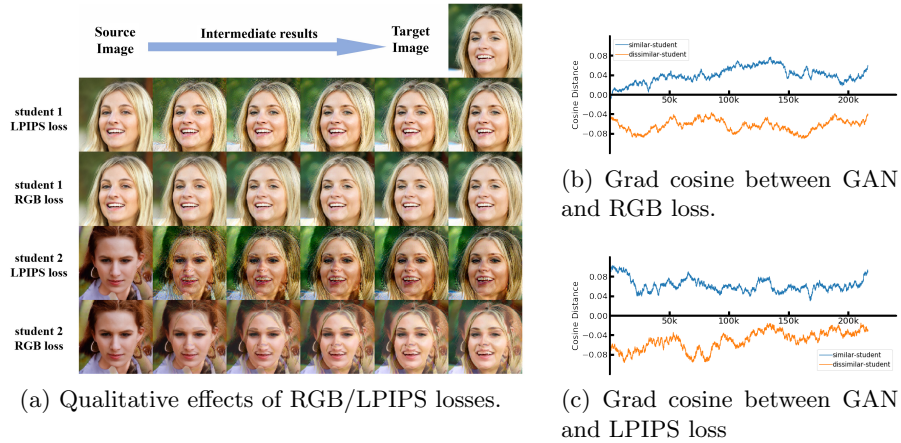 Source
Image
Intermediate results
Target
Image
student 1
LPIPS loss
student 1
RGB loss
student 2
LPIPS loss
student 2
RGB loss
(a) Qualitative effects of RGB/LPIPS losses.
Cosine Distance
0.08
0.04
0.00
−0.04
−0.08
50k
100k
150k
200k
similar-student
dissimilar-student
(b) Grad cosine between GAN
and RGB loss.
Cosine Distance
0.08
0.04
0.00
−0.04
−0.08
50k
100k
150k
200k
similar-student
dissimilar-student
(c) Grad cosine between GAN
and LPIPS loss